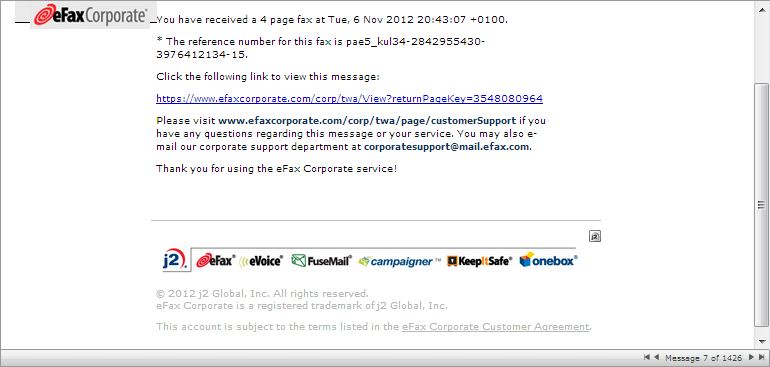 eFaxCorporate®
You have received a 4 page fax at Tue, 6 Nov 2012 20:43:07 +0100.
* The reference number for this fax is pae5_kul34-2842955430-
3976412134-15.
Click the following link to view this message:
https://www.efaxcorporate.com/corp/twa/View?returnPageKey=3548080964
Please visit www.efaxcorporate.com/corp/twa/page/customerSupport if you
have any questions regarding this message or your service. You may also e-
mail our corporate support department at corporatesupport@mail.efax.com.
Thank you for using the eFax Corporate service!
j2 eFax® eVoice® FuseMail® campaigner™ KeepItSafe® onebox®
© 2012 j2 Global, Inc. All rights reserved.
eFax Corporate is a registered trademark of j2 Global, Inc.
This account is subject to the terms listed in the eFax Corporate Customer Agreement.
Message 7 of 1426